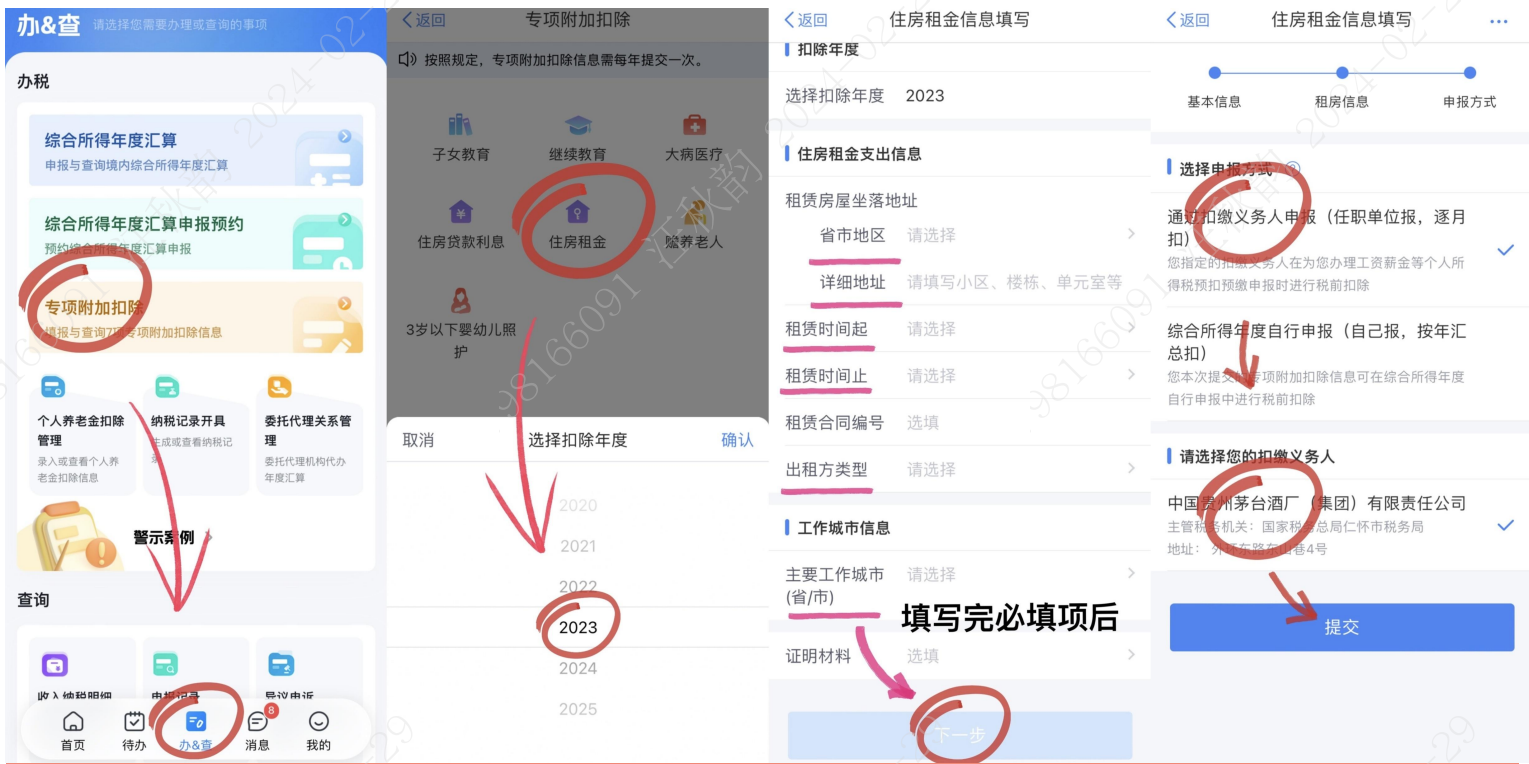 办&查 请选择您需要办理或查询的事项
办税
综合所得年度汇算
申报与查询境内综合所得年度汇算
综合所得年度汇算申报预约
预约综合所得年度汇算申报
专项附加扣除
填报与查询7项专项附加扣除信息
个人养老金扣除
管理
录入或查看个人养
老金扣除信息
纳税记录开具
生成或查看纳税记
录
委托代理关系管
理
委托代理机构代办
年度汇算
警示案例
查询
收入纳税明细
申报记录
异议申诉
8
首页
待办
办&查
消息
我的
返回
专项附加扣除
按照规定，专项附加扣除信息需每年提交一次。
子女教育
继续教育
大病医疗
住房贷款利息
住房租金
赡养老人
3岁以下婴幼儿照
护
取消
选择扣除年度
确认
2020
2021
2022
2023
2024
2025
返回
住房租金信息填写
扣除年度
选择扣除年度 2023
住房租金支出信息
租赁房屋坐落地址
省市地区 请选择
详细地址 请填写小区、楼栋、单元室等
租赁时间起 请选择
租赁时间止 请选择
租赁合同编号 选填
出租方类型 请选择
工作城市信息
主要工作城市 请选择
(省/市)
填写完必填项后
证明材料 选填
下一步
返回
住房租金信息填写
基本信息
租房信息
申报方式
选择申报方式
通过扣缴义务人申报（任职单位报，逐月
扣）
您指定的扣缴义务人在为您办理工资薪金等个人所
得税预扣预缴申报时进行税前扣除
综合所得年度自行申报（自己报，按年汇
总扣）
您本次提交的专项附加扣除信息可在综合所得年度
自行申报中进行税前扣除
请选择您的扣缴义务人
中国贵州茅台酒厂（集团）有限责任公司
主管税务机关：国家税务总局仁怀市税务局
地址： 外环东路东山巷4号
提交
98166091 汪秋韵 2024-02-29